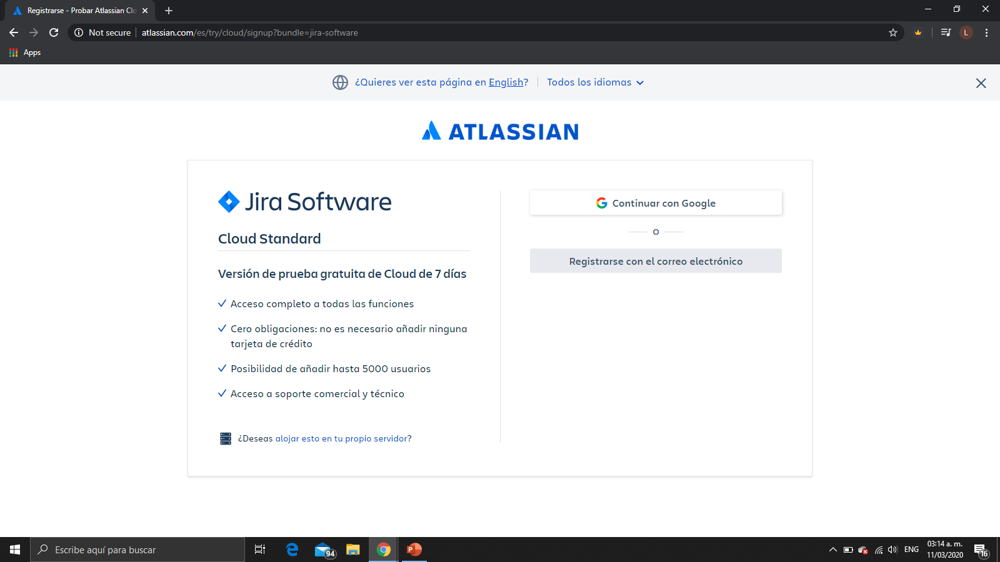 Registrarse - Probar Atlassian Clo
Not secure
atlassian.com/es/try/cloud/signup?bundle=jira-software
L
Apps
¿Quieres ver esta página en English?
Todos los idiomas
ATLASSIAN
Jira Software
Cloud Standard
Versión de prueba gratuita de Cloud de 7 días
Acceso completo a todas las funciones
Cero obligaciones: no es necesario añadir ninguna
tarjeta de crédito
Posibilidad de añadir hasta 5000 usuarios
Acceso a soporte comercial y técnico
¿Deseas alojar esto en tu propio servidor?
Continuar con Google
O
Registrarse con el correo electrónico
Escribe aquí para buscar
94
ENG
03:14 a. m.
11/03/2020
16